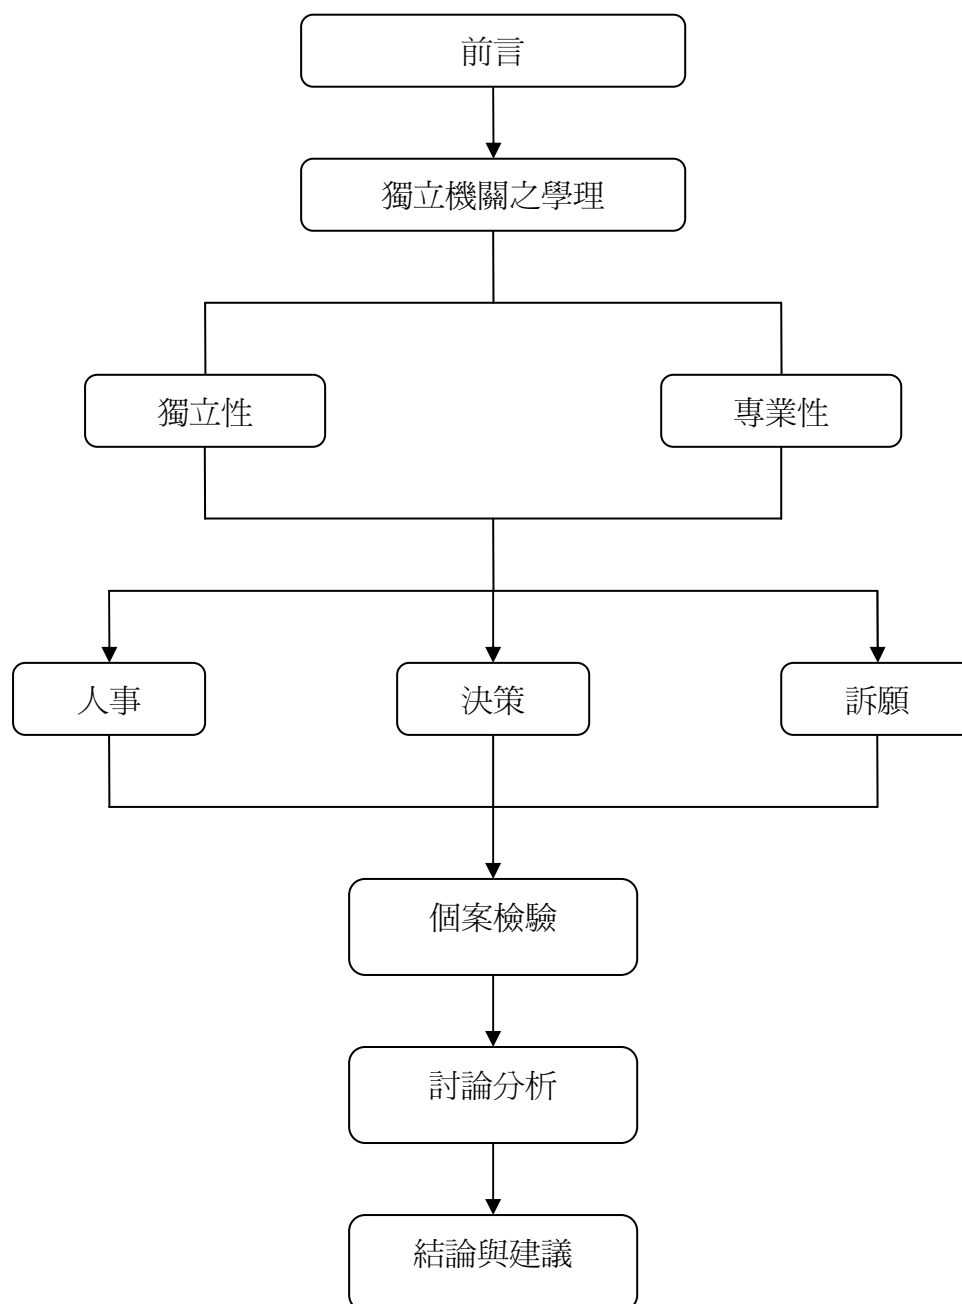 前言
獨立機關之學理
獨立性
專業性
人事
決策
訴願
個案檢驗
討論分析
結論與建議